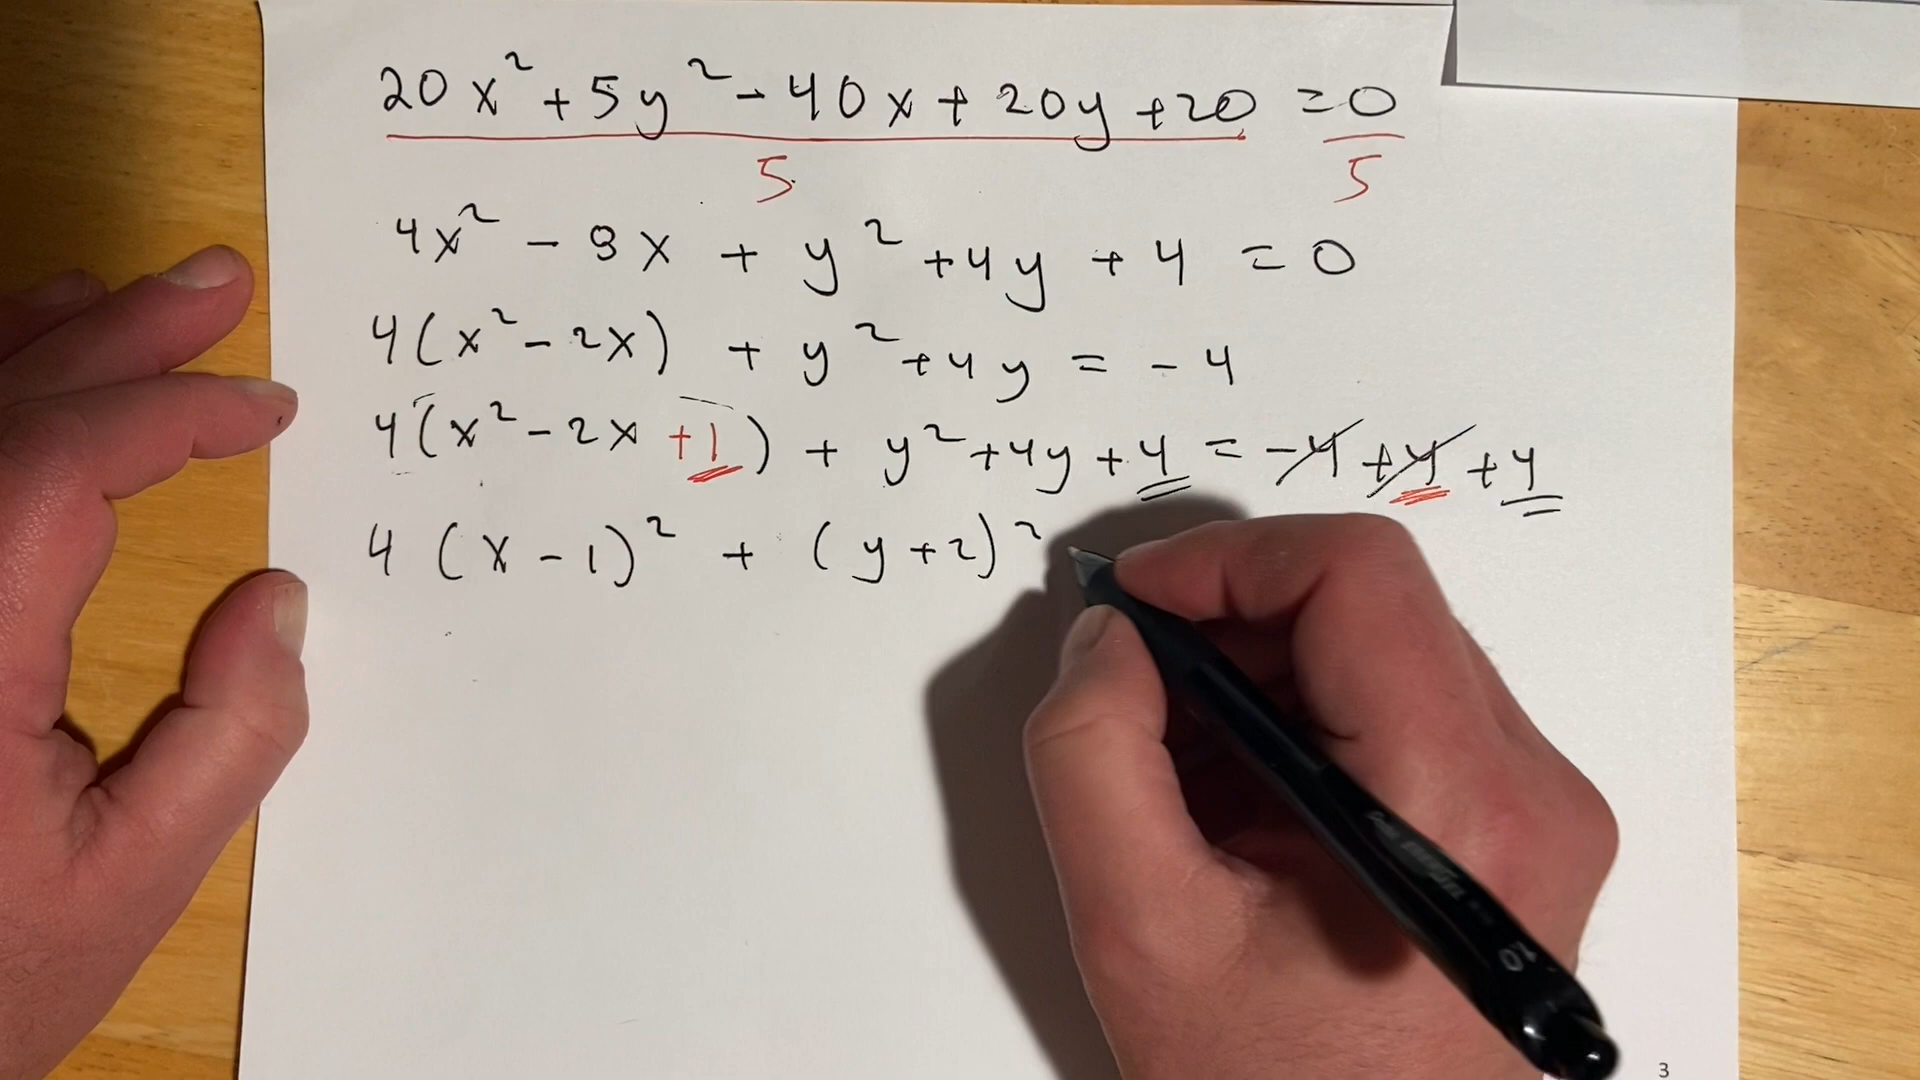 20x² + 5y² - 40x + 20y + 20 = 0
5 5
4x² - 8x + y² + 4y + 4 = 0
4(x² - 2x) + y² + 4y = - 4
4(x² - 2x + 1) + y² + 4y + 4 = -4 + 4 + 4
4 (x - 1)² + (y + 2)²
3